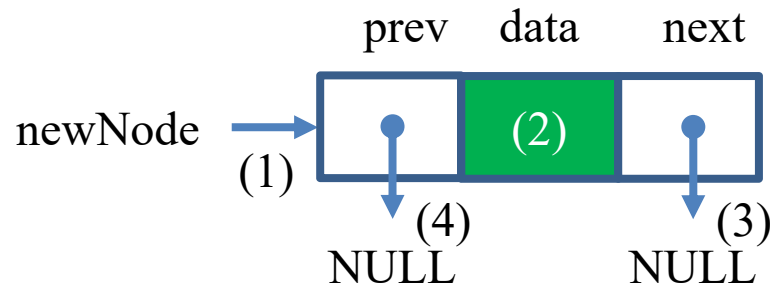 prev data next
newNode
(1)
(2)
(4)
(3)
NULL NULL